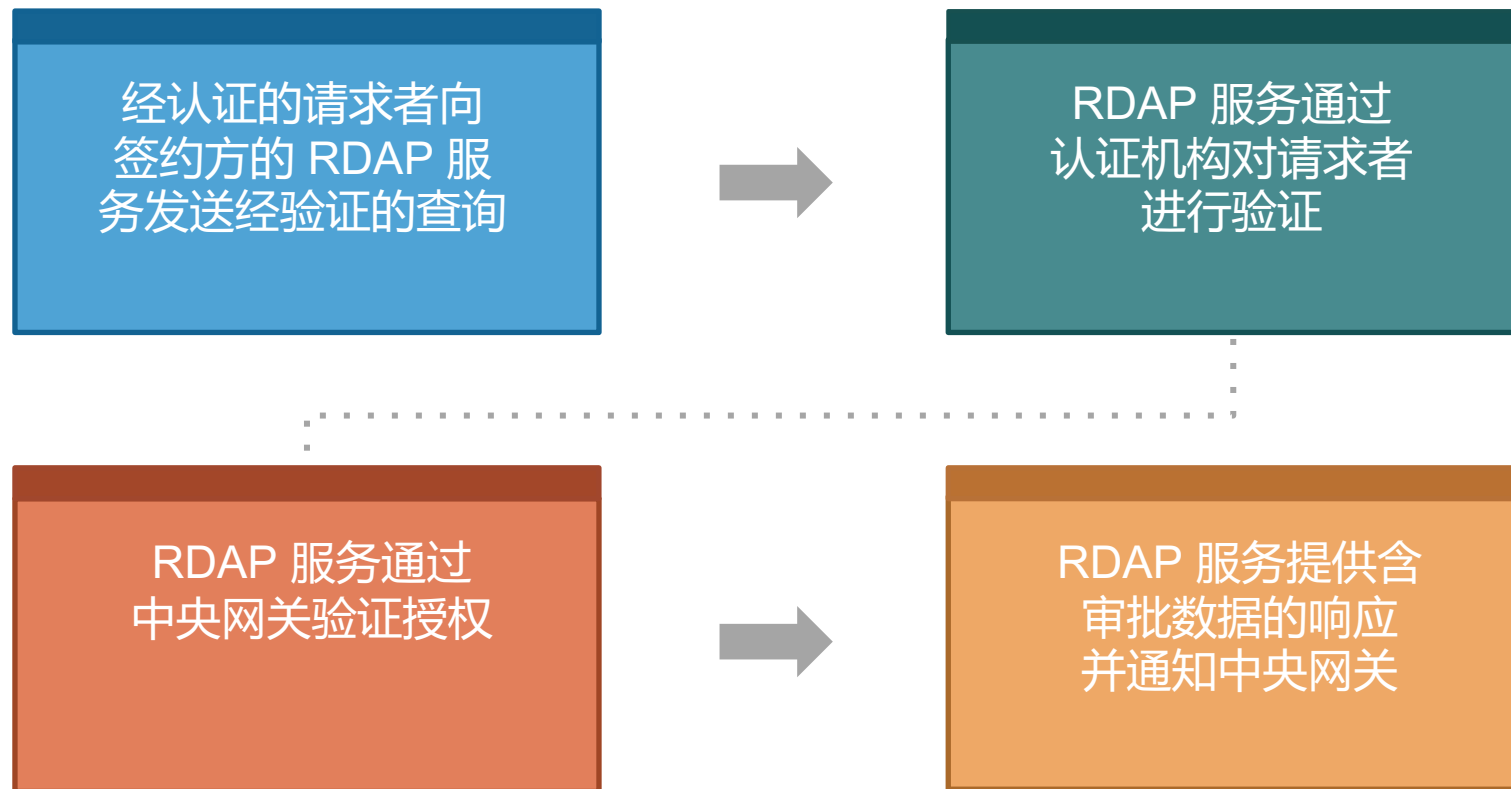 经认证的请求者向
签约方的 RDAP 服
务发送经验证的查询
RDAP 服务通过
认证机构对请求者
进行验证
RDAP 服务通过
中央网关验证授权
RDAP 服务提供含
审批数据的响应
并通知中央网关